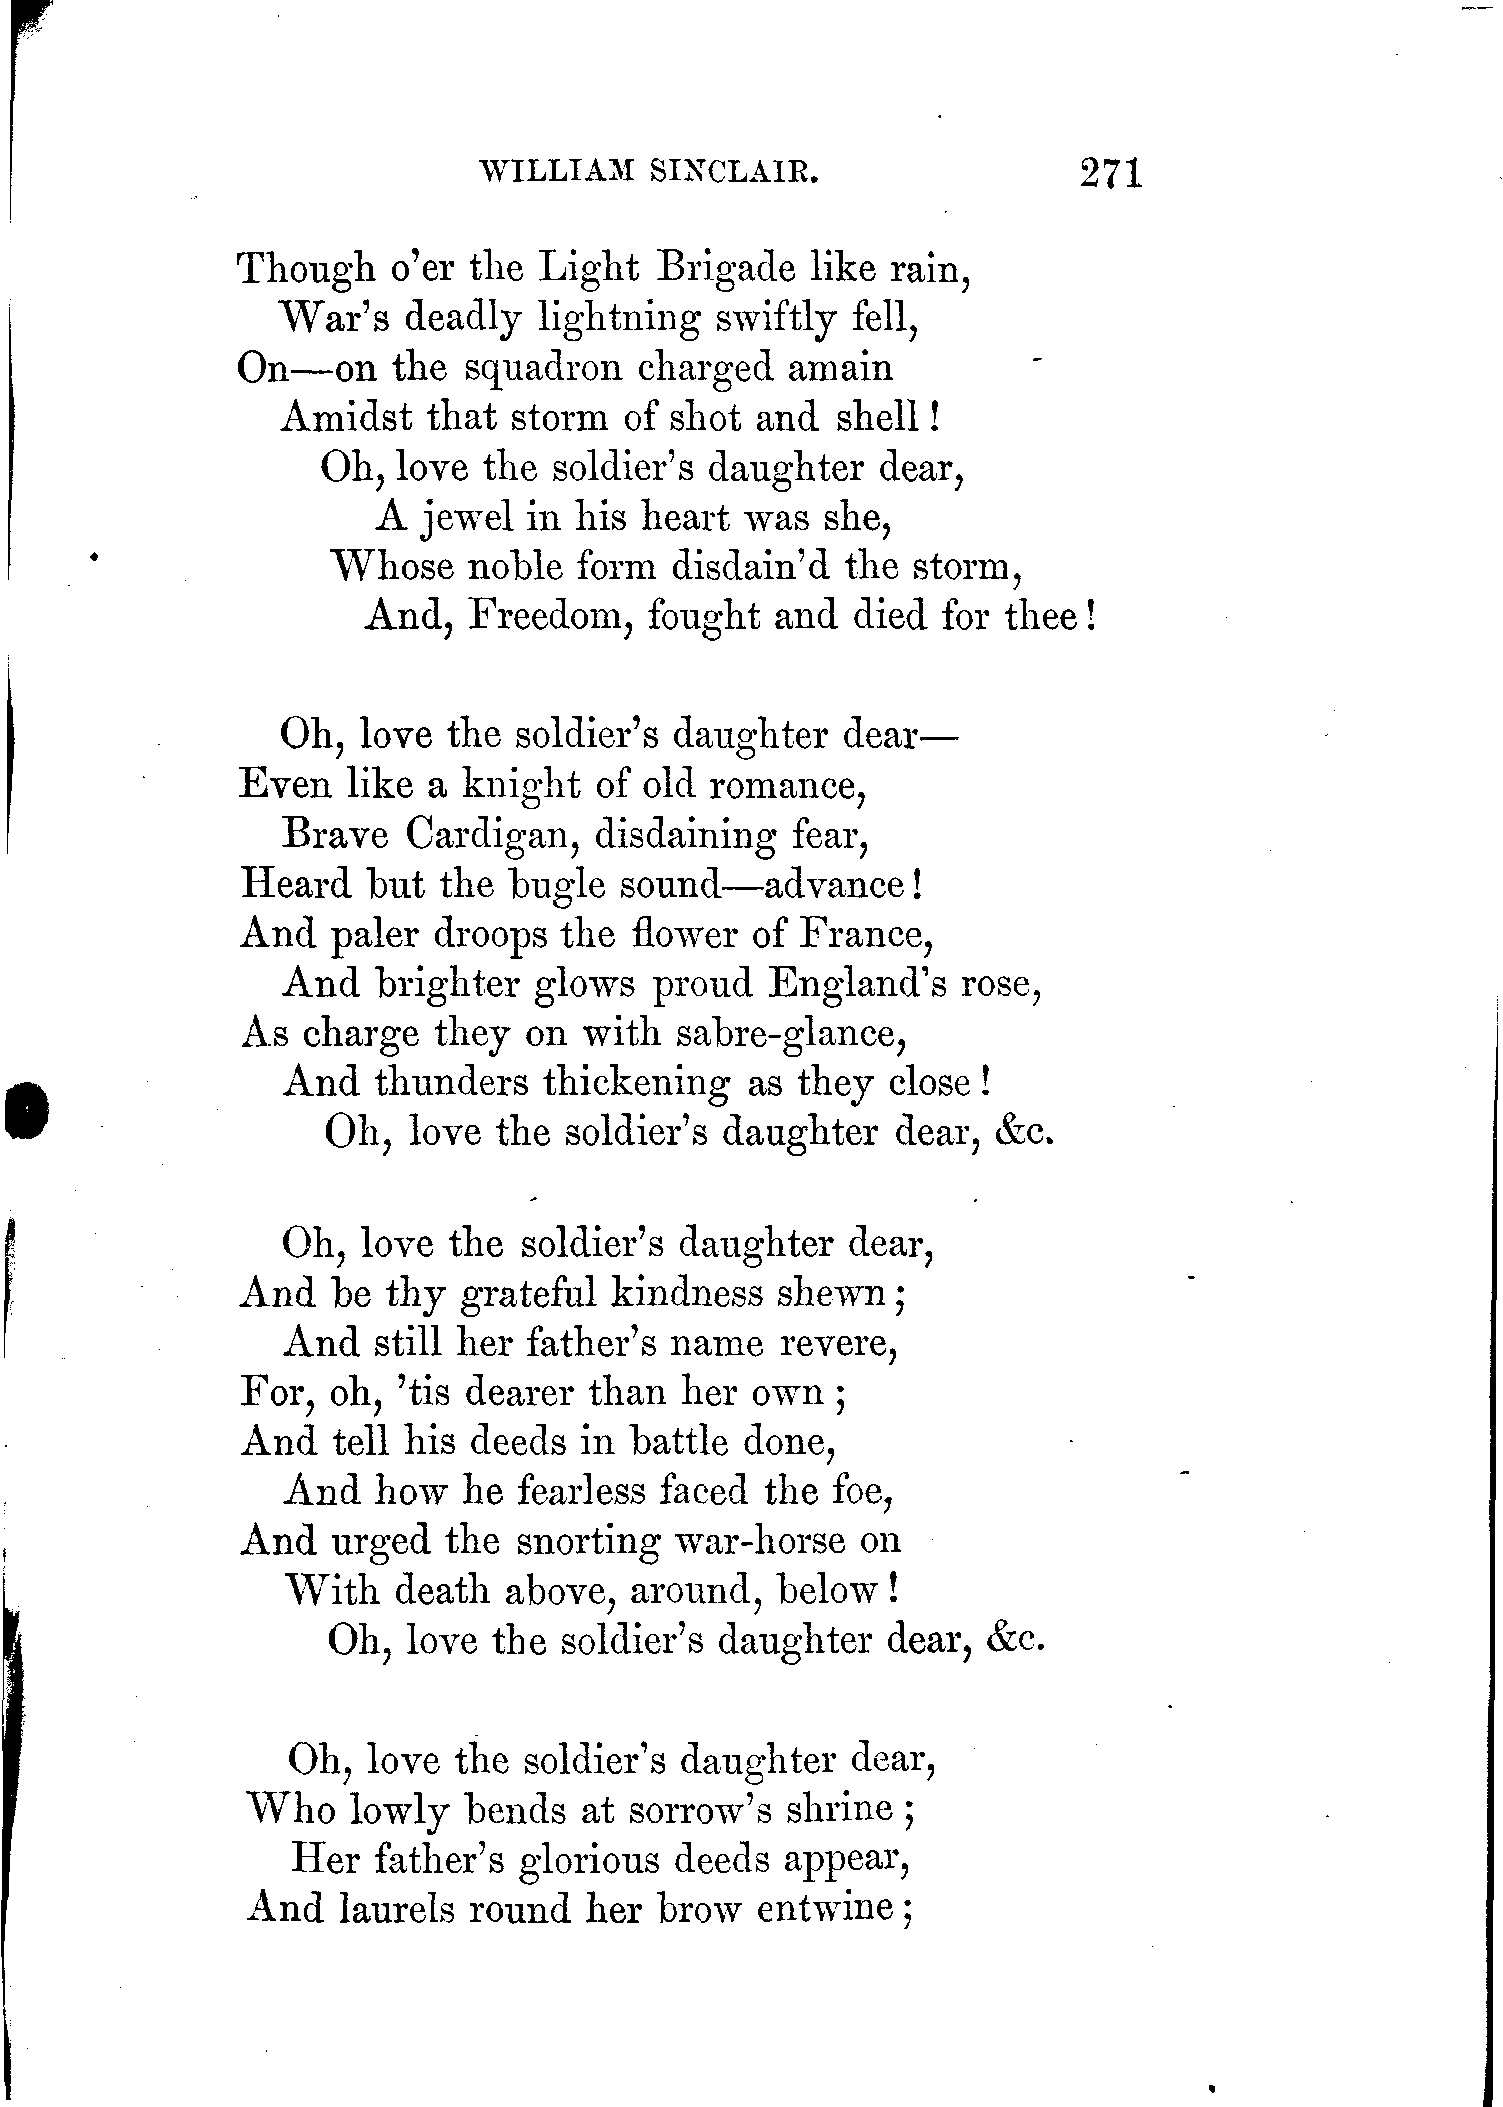 WILLIAM SINCLAIR. 271
Though o'er the Light Brigade like rain,
War's deadly lightning swiftly fell,
On—on the squadron charged amain
Amidst that storm of shot and shell!
Oh, love the soldier's daughter dear,
A jewel in his heart was she,
Whose noble form disdain'd the storm,
And, Freedom, fought and died for thee!
Oh, love the soldier's daughter dear—
Even like a knight of old romance,
Brave Cardigan, disdaining fear,
Heard but the bugle sound—advance!
And paler droops the flower of France,
And brighter glows proud England's rose,
As charge they on with sabre-glance,
And thunders thickening as they close!
Oh, love the soldier's daughter dear, &c.
Oh, love the soldier's daughter dear,
And be thy grateful kindness shewn;
And still her father's name revere,
For, oh, 'tis dearer than her own;
And tell his deeds in battle done,
And how he fearless faced the foe,
And urged the snorting war-horse on
With death above, around, below!
Oh, love the soldier's daughter dear, &c.
Oh, love the soldier's daughter dear,
Who lowly bends at sorrow's shrine;
Her father's glorious deeds appear,
And laurels round her brow entwine;